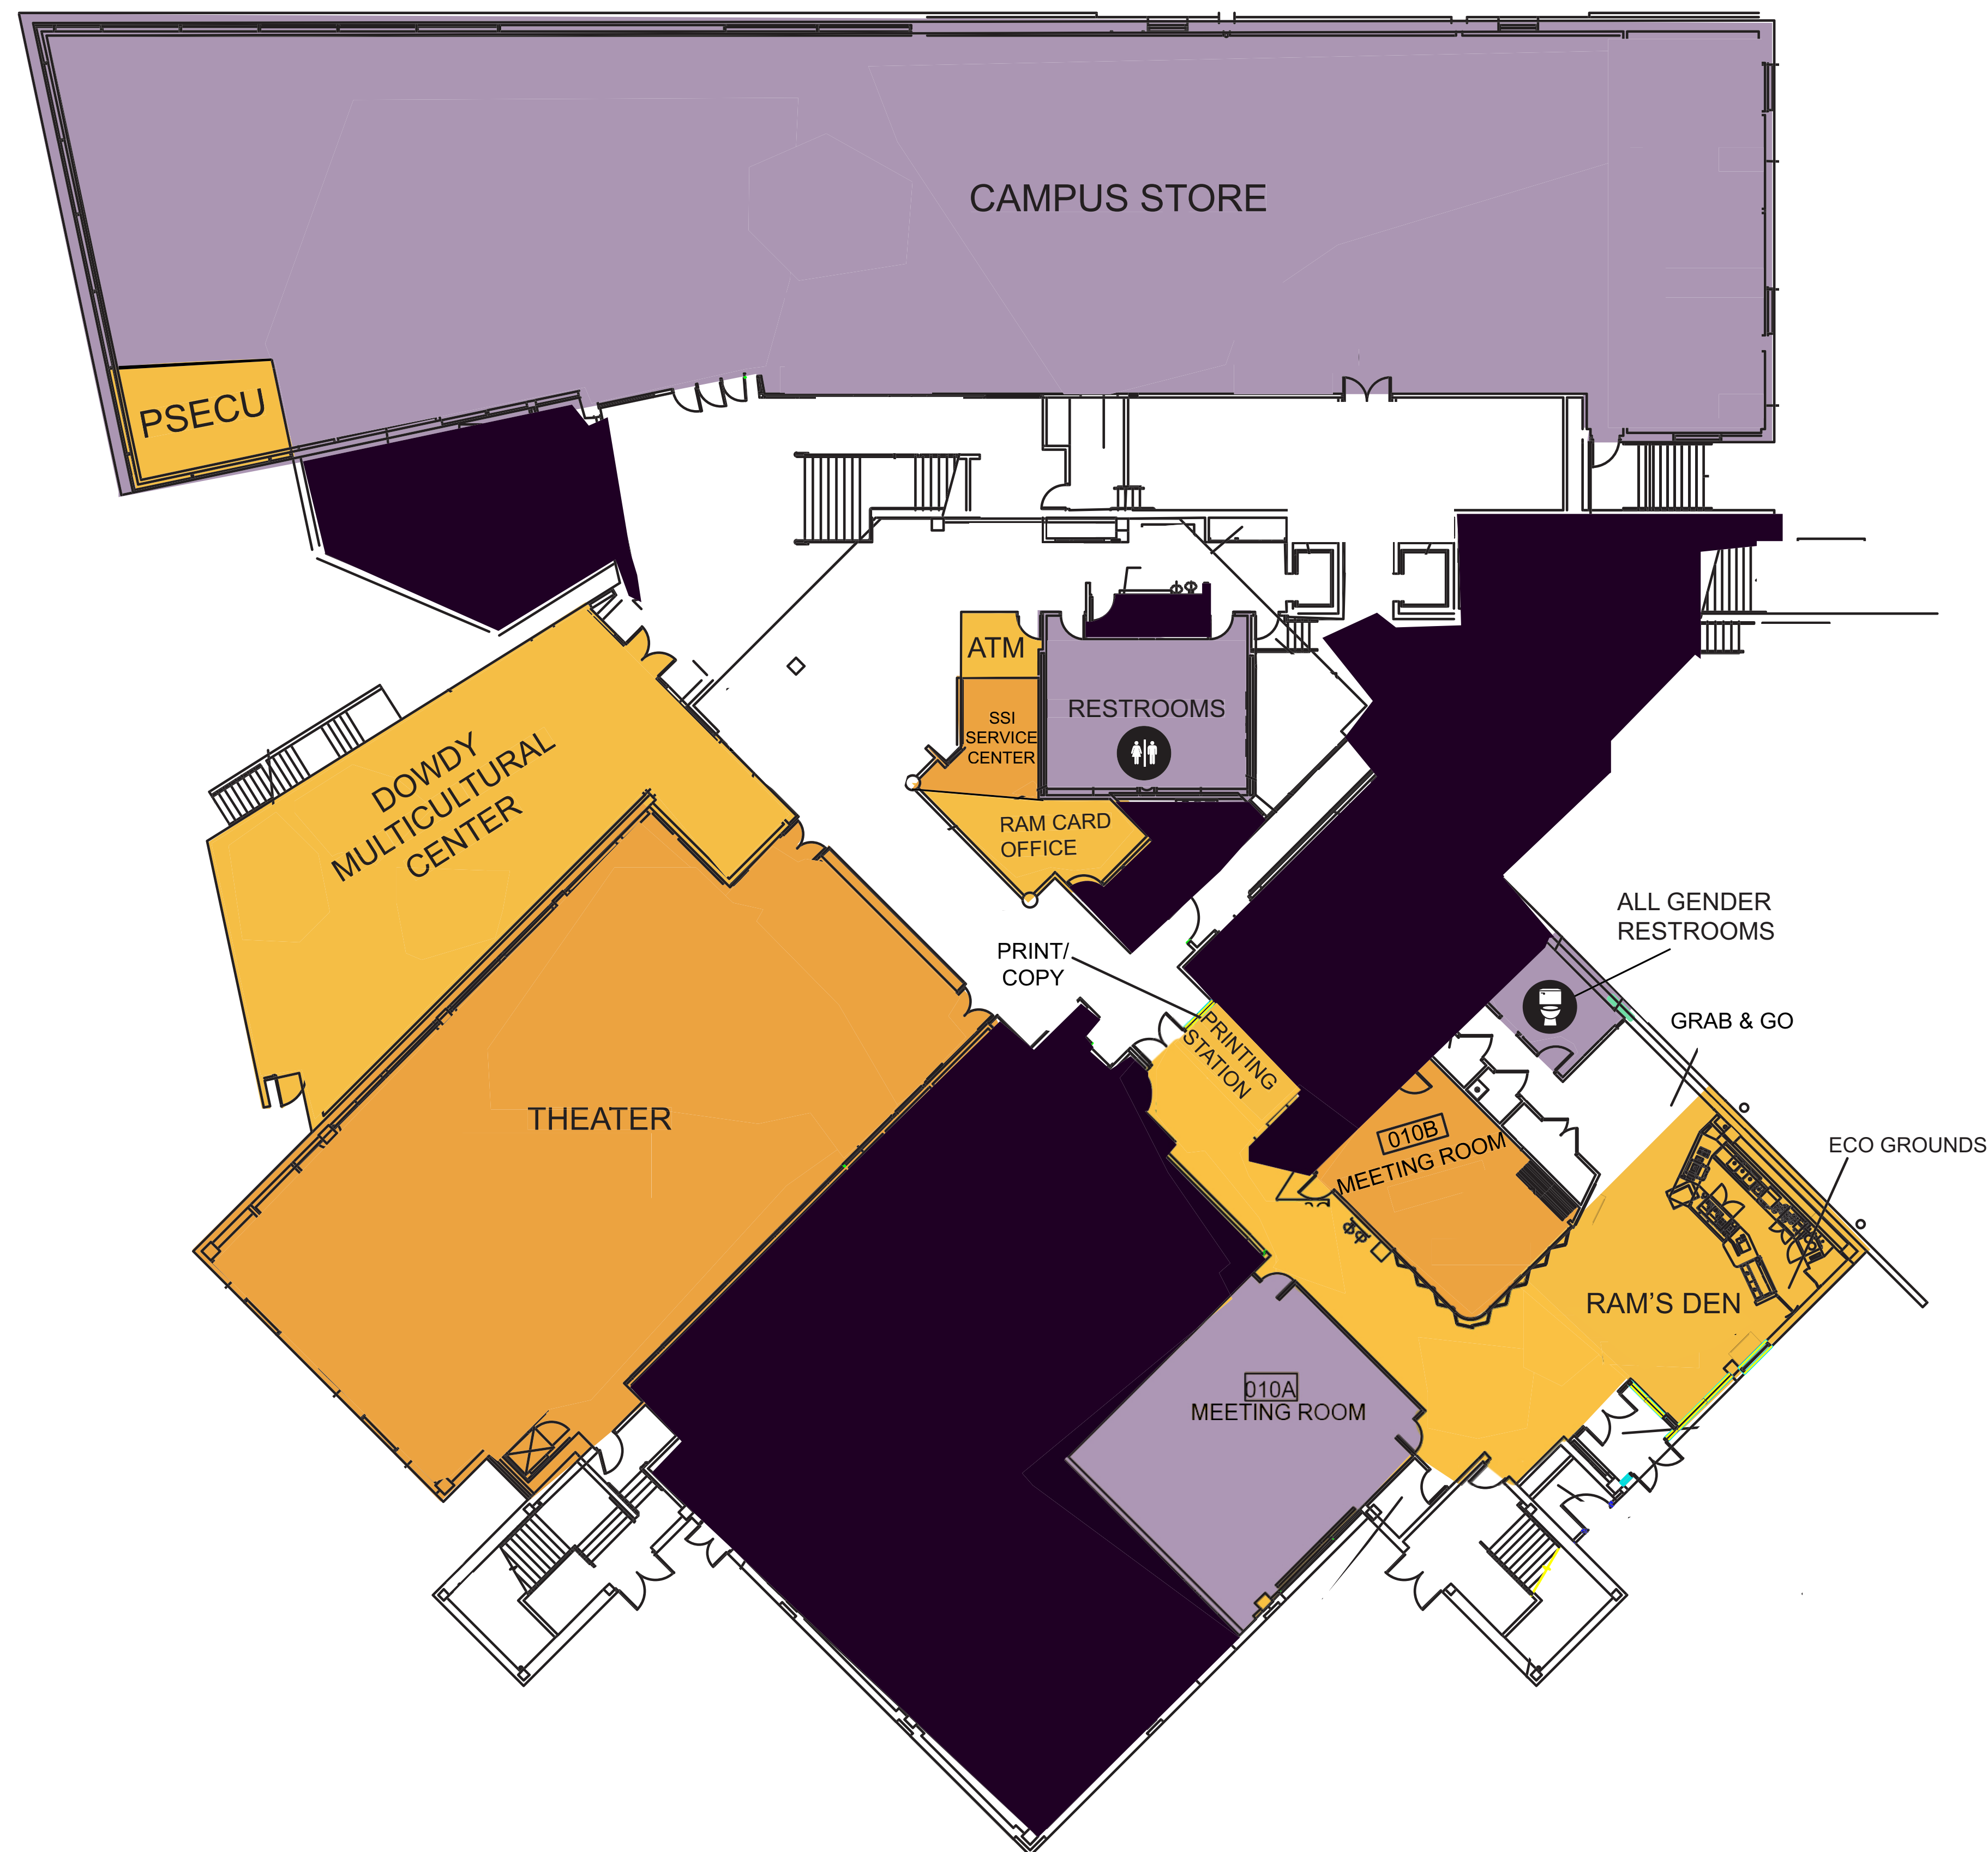 CAMPUS STORE
PSECU
ATM
SSI
SERVICE
CENTER
RESTROOMS
DOWDY
MULTICULTURAL
CENTER
RAM CARD
OFFICE
ALL GENDER
RESTROOMS
PRINT/
COPY
GRAB & GO
PRINTING
STATION
THEATER
010B
MEETING ROOM
ECO GROUNDS
RAM'S DEN
010A
MEETING ROOM